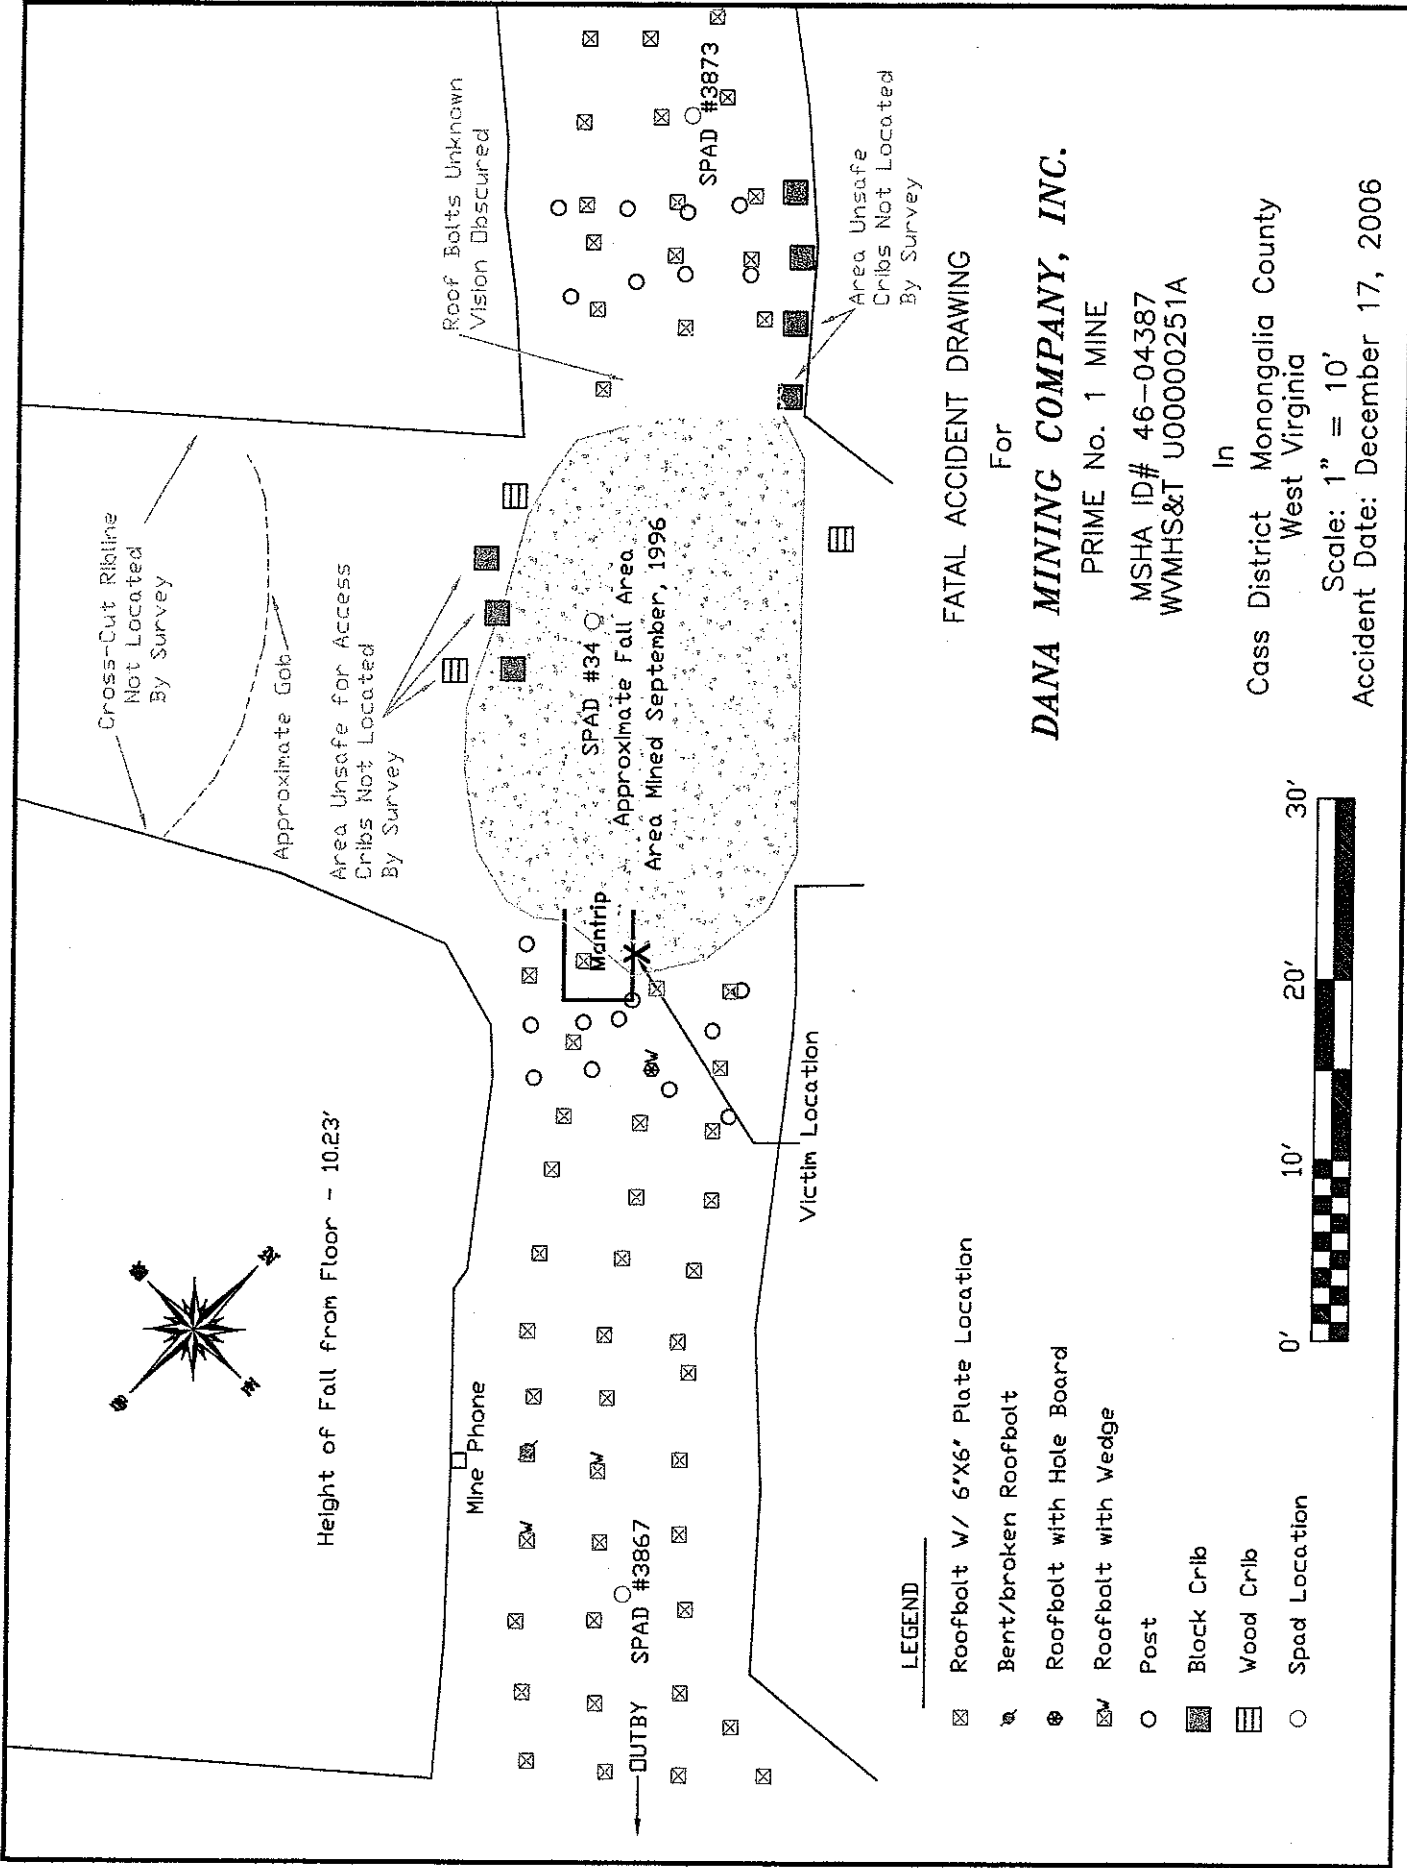 Cross-Cut Ribline
Not Located
By Survey
Approximate Gob
Area Unsafe for Access
Cribs Not Located
By Survey
Roof Bolts Unknown
Vision Obscured
Height of Fall from Floor - 10.23'
Mine Phone
Mantrip
SPAD #34
Approximate Fall Area
Area Mined September, 1996
SPAD #3873
Area Unsafe
Cribs Not Located
By Survey
OUTBY
SPAD #3867
W
W
W
Victim Location
LEGEND
Roofbolt W/ 6"X6" Plate Location
Bent/broken Roofbolt
Roofbolt with Hole Board
W
Roofbolt with Wedge
Post
Block Crib
Wood Crib
Spad Location
FATAL ACCIDENT DRAWING
For
DANA MINING COMPANY, INC.
PRIME No. 1 MINE
MSHA ID# 46-04387
WVMHS&T U00000251A
In
Cass District Monongalia County
West Virginia
Scale: 1" = 10'
Accident Date: December 17, 2006
0' 10' 20' 30'